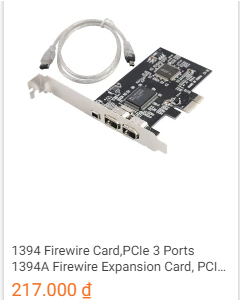 1394 Firewire Card,PCIe 3 Ports
1394A Firewire Expansion Card, PCI...
217.000 ₫